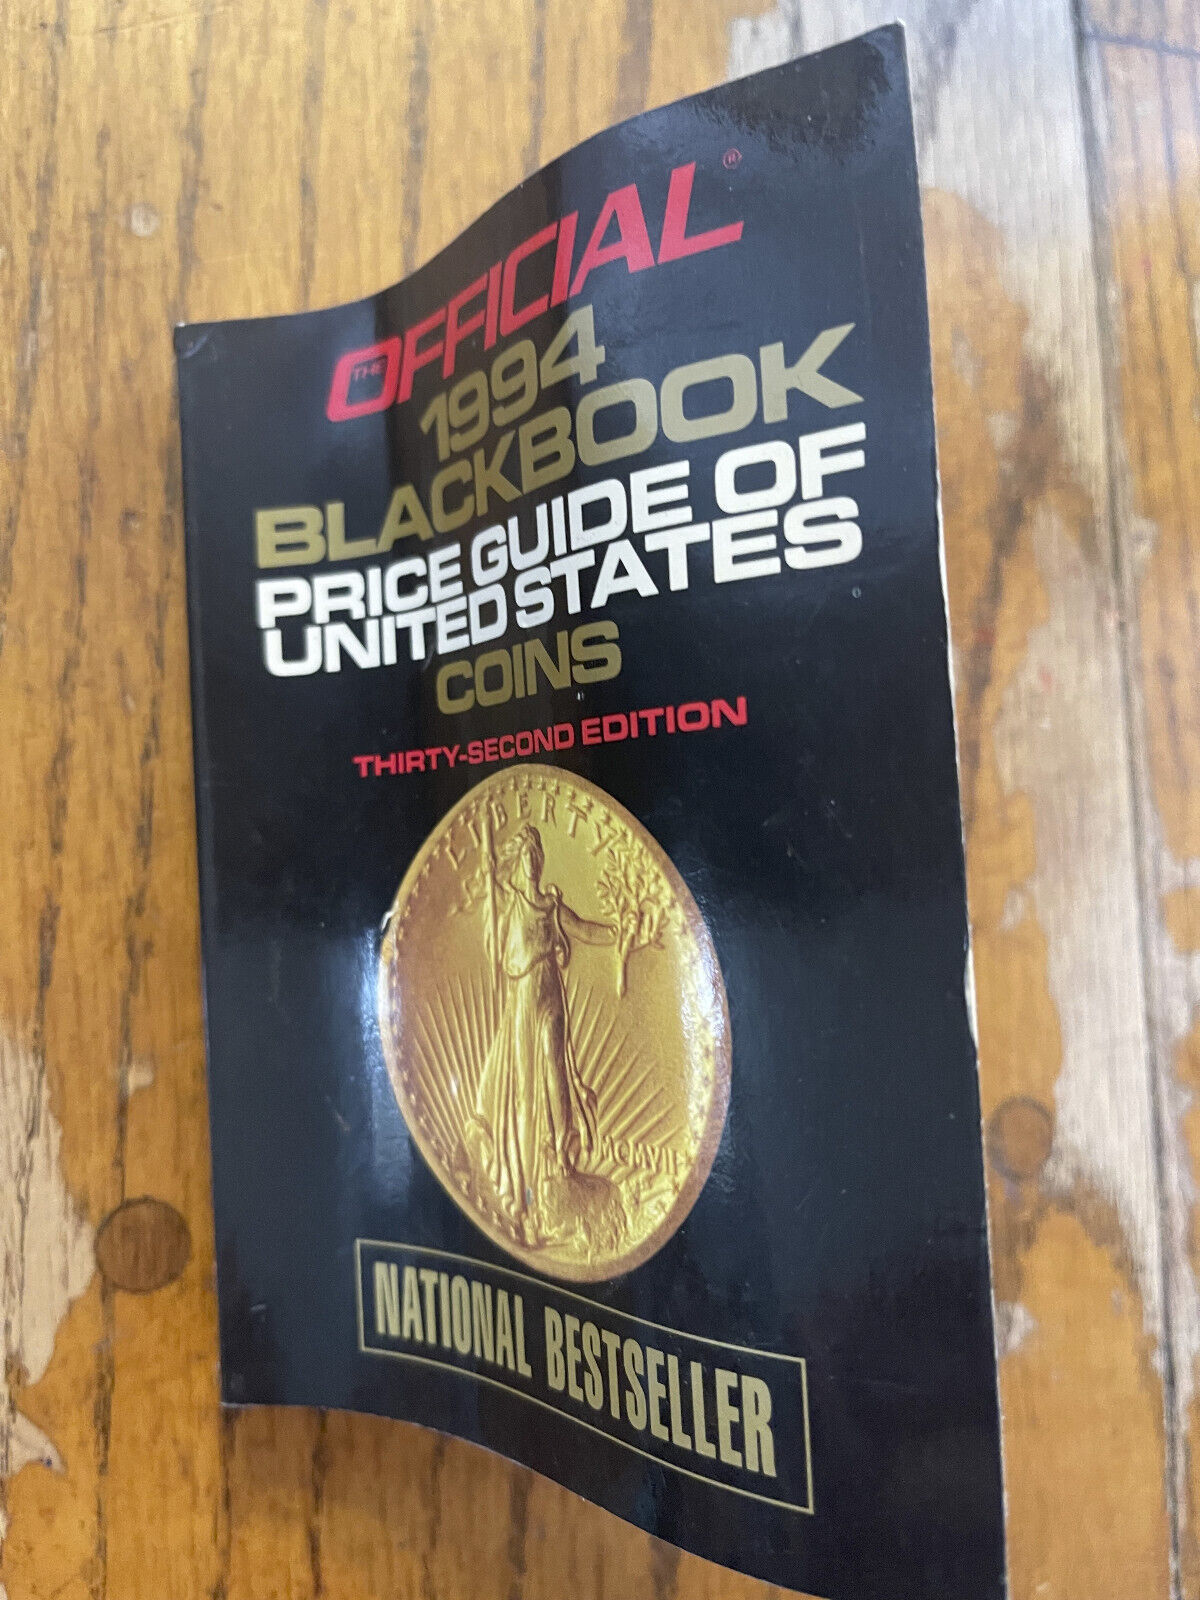 THE OFFICIAL®
1994
BLACKBOOK
PRICE GUIDE OF
UNITED STATES
COINS
THIRTY-SECOND EDITION
LIBERTY
MCMVII
NATIONAL BESTSELLER